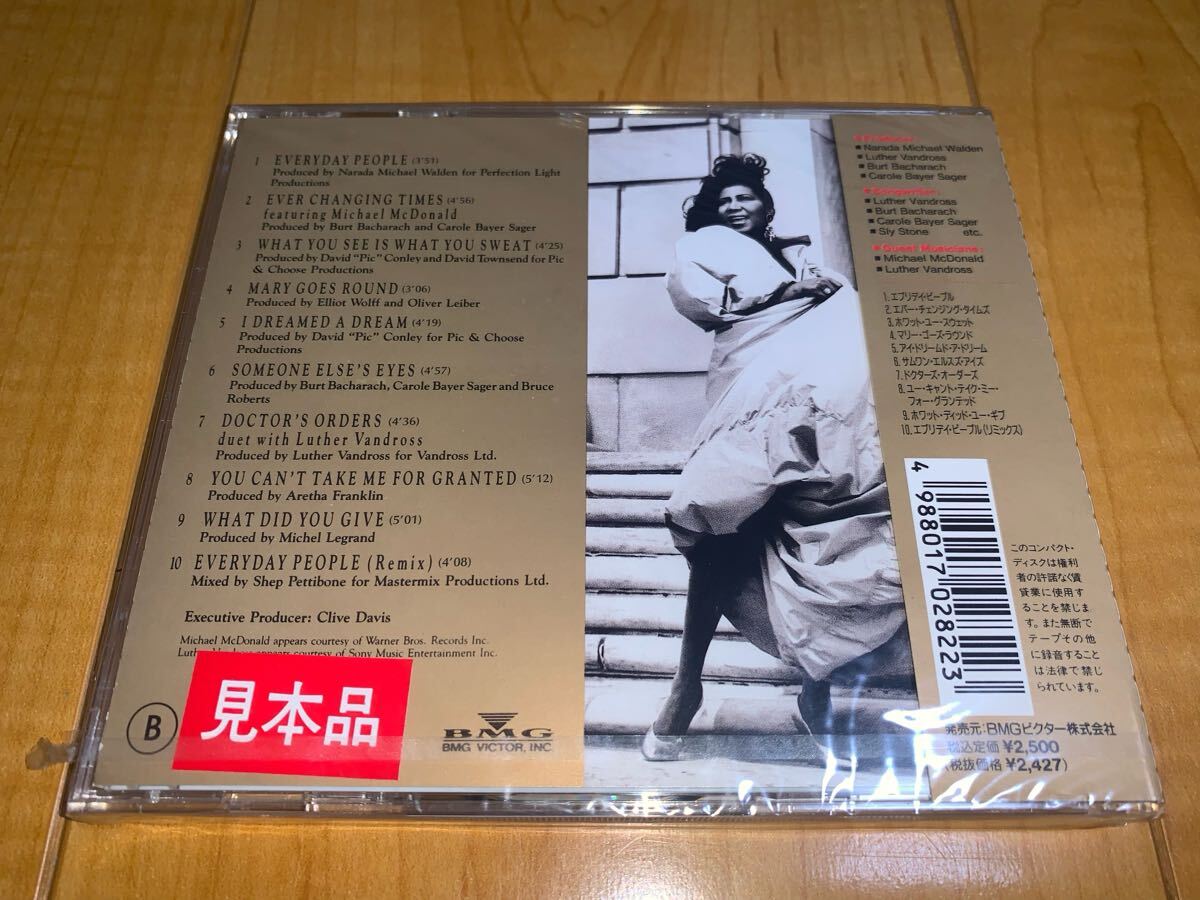 1 EVERYDAY PEOPLE (3'51)
Produced by Narada Michael Walden for Perfection Light
Productions
2 EVER CHANGING TIMES (4'56)
featuring Michael McDonald
Produced by Burt Bacharach and Carole Bayer Sager
3 WHAT YOU SEE IS WHAT YOU SWEAT (4'25)
Produced by David "Pic" Conley and David Townsend for Pic
& Choose Productions
4 MARY GOES ROUND (3'06)
Produced by Elliot Wolff and Oliver Leiber
5 I DREAMED A DREAM (4'19)
Produced by David "Pic" Conley for Pic & Choose
Productions
6 SOMEONE ELSE'S EYES (4'57)
Produced by Burt Bacharach, Carole Bayer Sager and Bruce
Roberts
7 DOCTOR'S ORDERS (4'36)
duet with Luther Vandross
Produced by Luther Vandross for Vandross Ltd.
8 YOU CAN'T TAKE ME FOR GRANTED (5'12)
Produced by Aretha Franklin
9 WHAT DID YOU GIVE (5'01)
Produced by Michel Legrand
10 EVERYDAY PEOPLE (Remix) (4'08)
Mixed by Shep Pettibone for Mastermix Productions Ltd.
Executive Producer: Clive Davis
Michael McDonald appears courtesy of Warner Bros. Records Inc.
Luther Vandross appears courtesy of Sony Music Entertainment Inc.
B
見本品
BMG
BMG VICTOR, INC.
■ Narada Michael Walden
■ Luther Vandross
■ Burt Bacharach
■ Carole Bayer Sager
■ Songwriter:
■ Luther Vandross
■ Burt Bacharach
■ Carole Bayer Sager
■ Sly Stone etc.
■ Guest Musicians:
■ Michael McDonald
■ Luther Vandross
1. エブリデイ・ピープル
2. エバー・チェンジング・タイムズ
3. ホワット・ユー・スウェット
4. マリー・ゴーズ・ラウンド
5. アイ・ドリームド・ア・ドリーム
6. サムワン・エルスズ・アイズ
7. ドクターズ・オーダーズ
8. ユー・キャント・テイク・ミー・
フォー・グランテッド
9. ホワット・ディッド・ユー・ギブ
10. エブリデイ・ピープル(リミックス)
4 988017 028223
このコンパクト・
ディスクは権利
者の許諾なく賃
貸業に使用す
ることを禁じま
す。また無断で
テープその他
に録音すること
は法律で禁じ
られています。
発売元:BMGビクター株式会社
税込定価 ¥2,500
(税抜価格 ¥2,427)